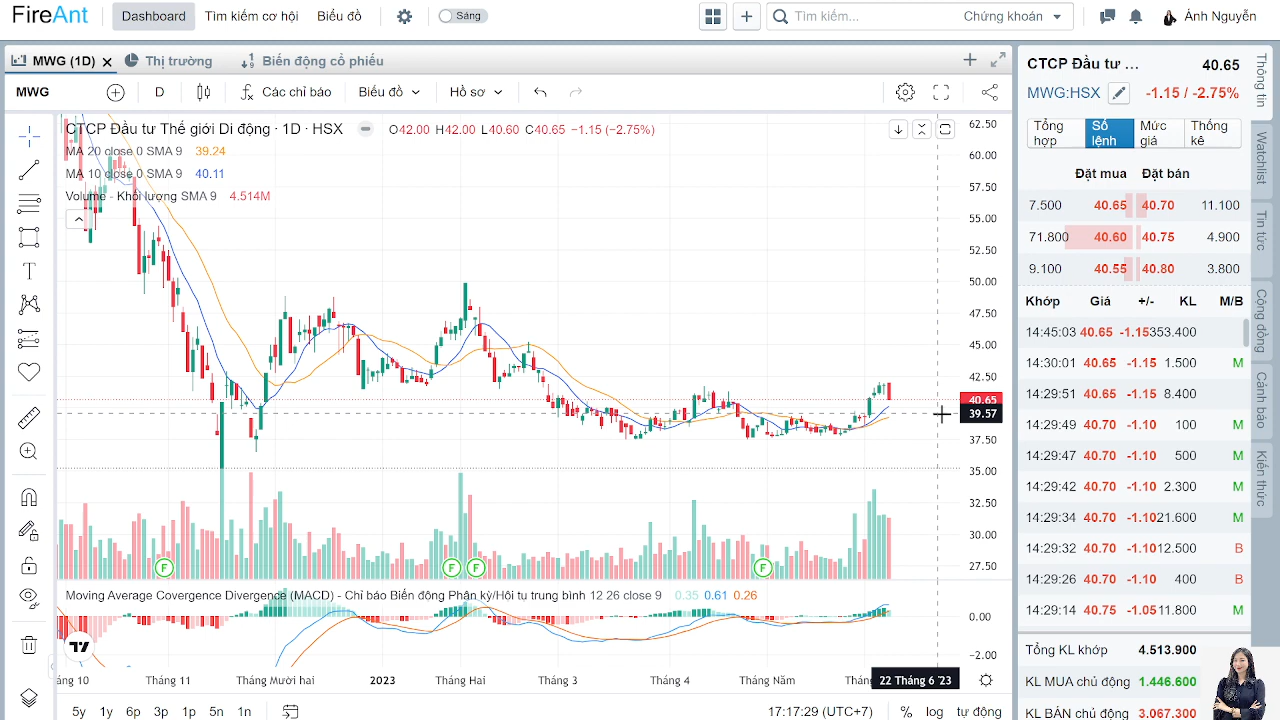 FireAnt Dashboard Tìm kiếm cơ hội Biểu đồ Sáng Tìm kiếm... Chứng khoán Ánh Nguyễn
MWG (1D) Thị trường Biến động cổ phiếu
MWG D Các chỉ báo Biểu đồ Hồ sơ
CTCP Đầu tư Thế giới Di động · 1D · HSX O42.00 H42.00 L40.60 C40.65 −1.15 (−2.75%)
MA 20 close 0 SMA 9 39.24
MA 10 close 0 SMA 9 40.11
Volume - Khối lượng SMA 9 4.514M
62.50
60.00
57.50
55.00
52.50
50.00
47.50
45.00
42.50
40.65
39.57
37.50
35.00
32.50
30.00
27.50
F F F F
Moving Average Covergence Divergence (MACD) - Chỉ báo Biến động Phân kỳ/Hội tụ trung bình 12 26 close 9 0.35 0.61 0.26
0.00
−2.00
áng 10 Tháng 11 Tháng Mười hai 2023 Tháng Hai Tháng 3 Tháng 4 Tháng Năm Tháng 22 Tháng 6 '23
5y 1y 6p 3p 1p 5n 1n 17:17:29 (UTC+7) % log tự động
CTCP Đầu tư ... 40.65
MWG:HSX -1.15 / -2.75%
Tổng hợp Sổ lệnh Mức giá Thống kê
Đặt mua Đặt bán
7.500 40.65 40.70 11.100
71.800 40.60 40.75 4.900
9.100 40.55 40.80 3.800
Khớp Giá +/- KL M/B
14:45:03 40.65 -1.15 353.400
14:30:01 40.65 -1.15 1.500 M
14:29:51 40.65 -1.15 8.400
14:29:49 40.70 -1.10 100 M
14:29:47 40.70 -1.10 500 M
14:29:42 40.70 -1.10 2.300 M
14:29:34 40.70 -1.10 21.600 M
14:29:32 40.70 -1.10 12.500 B
14:29:26 40.70 -1.10 400 B
14:29:14 40.75 -1.05 11.800 M
Tổng KL khớp 4.513.900
KL MUA chủ động 1.446.600
KL BÁN chủ động 3.067.300
Thông tin
Watchlist
Tin tức
Cộng đồng
Cảnh báo
Kiến thức